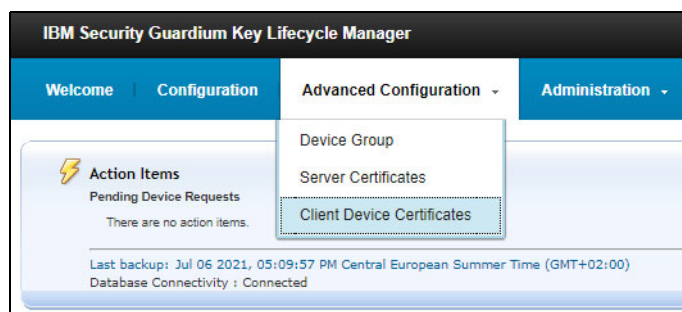 IBM Security Guardium Key Lifecycle Manager
Welcome Configuration Advanced Configuration Administration
Device Group
Server Certificates
Client Device Certificates
Action Items
Pending Device Requests
There are no action items.
Last backup: Jul 06 2021, 05:09:57 PM Central European Summer Time (GMT+02:00)
Database Connectivity : Connected